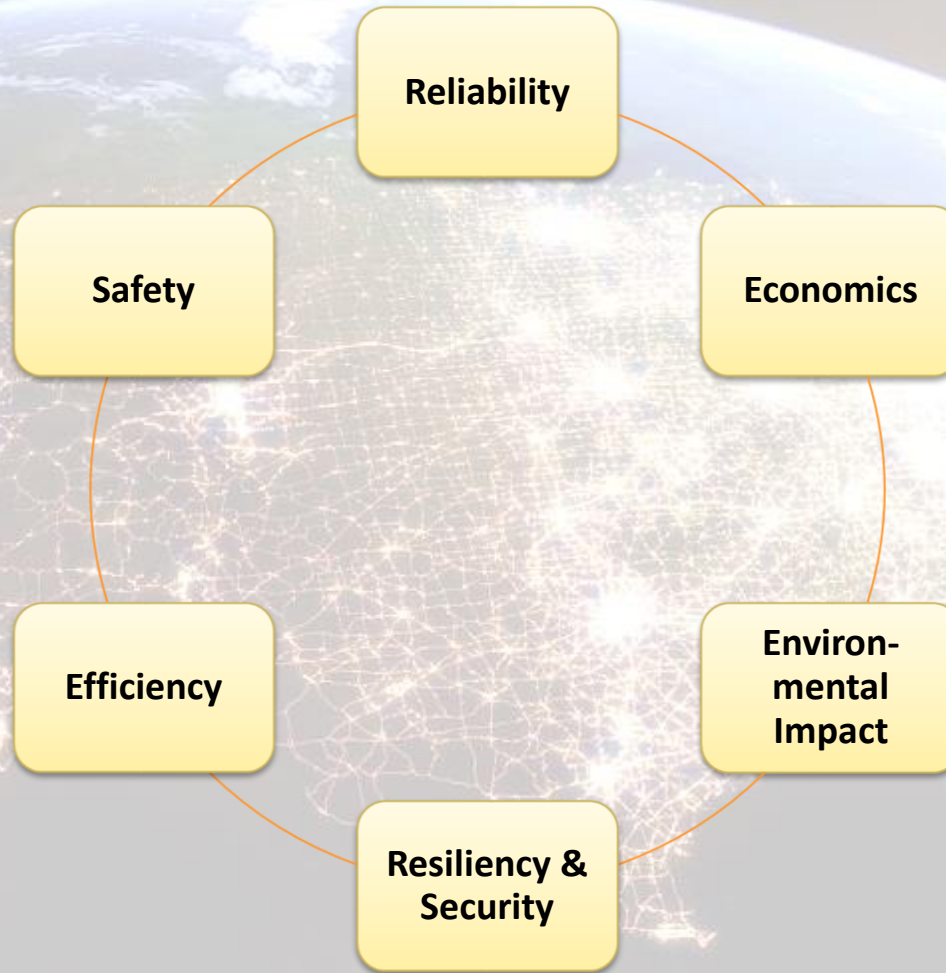 Reliability
Economics
Environ-
mental
Impact
Resiliency &
Security
Efficiency
Safety